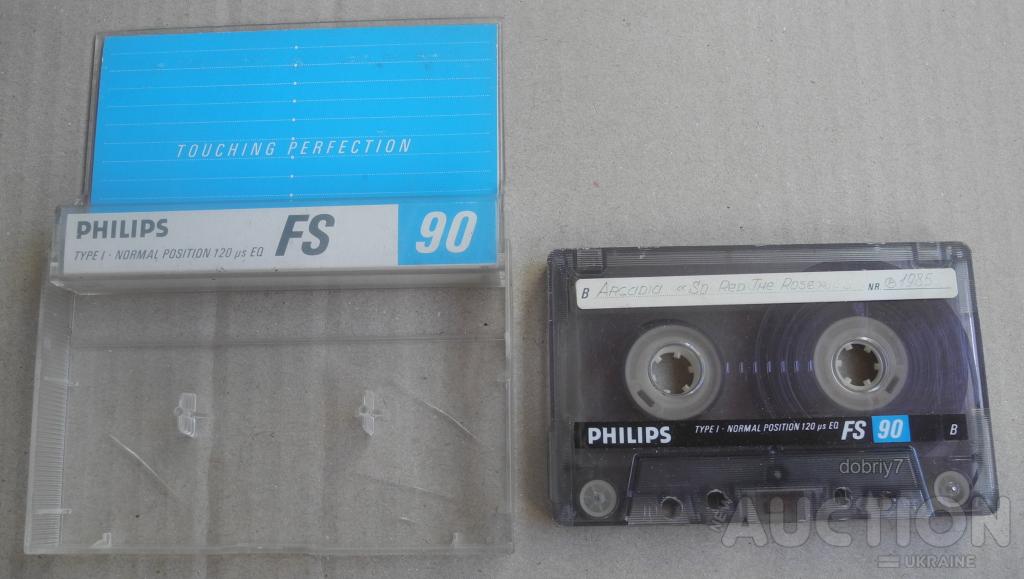 TOUCHING PERFECTION
PHILIPS
TYPE I · NORMAL POSITION 120 µs EQ
FS
90
B ARCADIA « SO RED THE ROSE NR ℗ 1985
PHILIPS TYPE I · NORMAL POSITION 120 µs EQ FS 90 B
dobriy7
AUCTION
UKRAINE